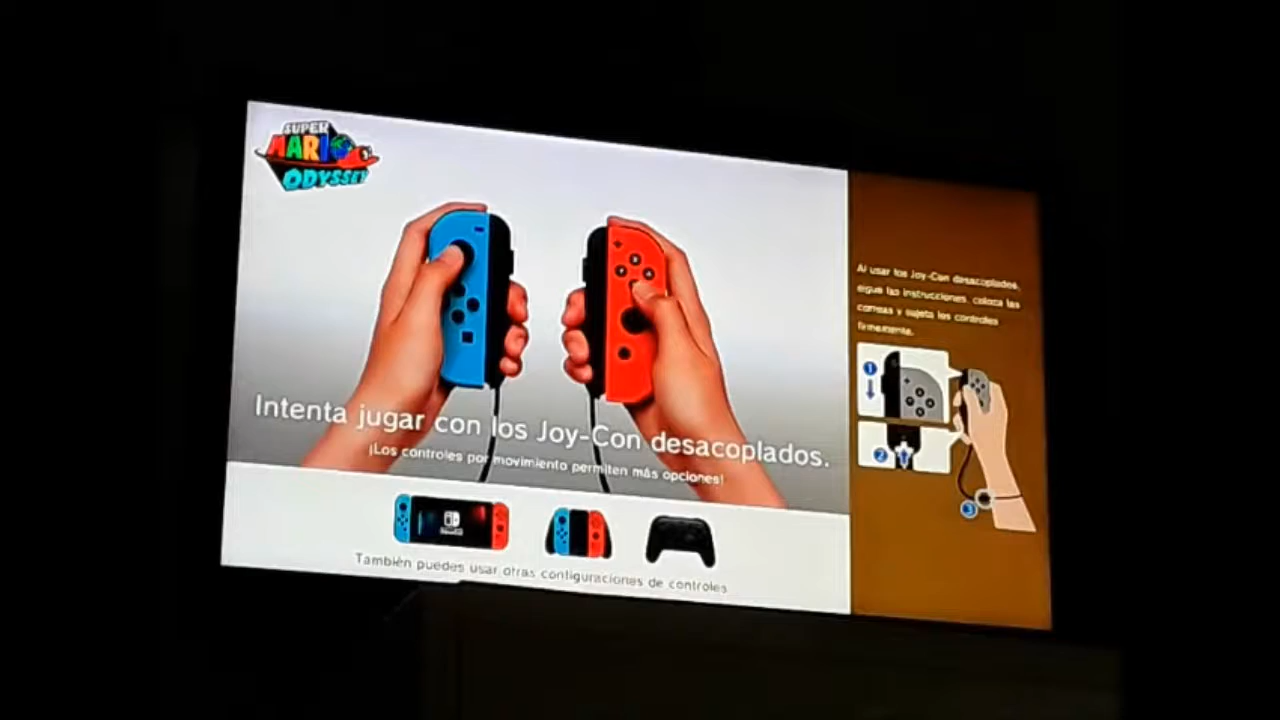 SUPER
MARIO
ODYSSEY
Intenta jugar con los Joy-Con desacoplados.
¡Los controles por movimiento permiten más opciones!
También puedes usar otras configuraciones de controles
Al usar los Joy-Con desacoplados,
sigue las instrucciones, coloca las
correas y sujeta los controles
firmemente.
1
2
3